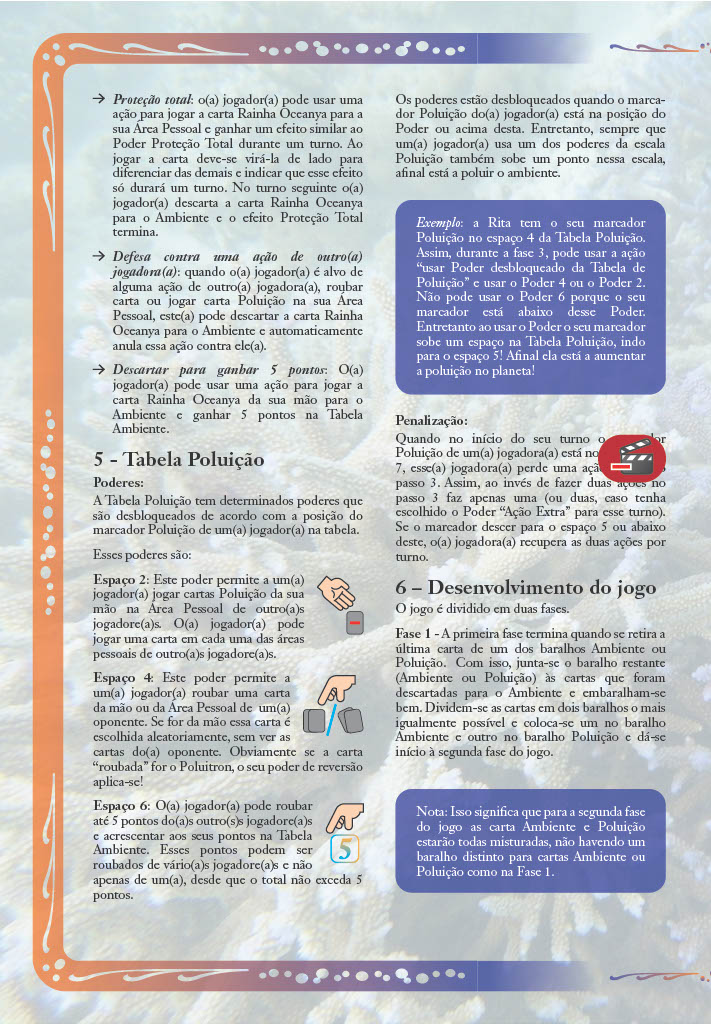 → Proteção total: o(a) jogador(a) pode usar uma
ação para jogar a carta Rainha Oceanya para a
sua Área Pessoal e ganhar um efeito similar ao
Poder Proteção Total durante um turno. Ao
jogar a carta deve-se virá-la de lado para
diferenciar das demais e indicar que esse efeito
só durará um turno. No turno seguinte o(a)
jogador(a) descarta a carta Rainha Oceanya
para o Ambiente e o efeito Proteção Total
termina.
→ Defesa contra uma ação de outro(a)
jogadora(a): quando o(a) jogador(a) é alvo de
alguma ação de outro(a) jogadora(a), roubar
carta ou jogar carta Poluição na sua Área
Pessoal, este(a) pode descartar a carta Rainha
Oceanya para o Ambiente e automaticamente
anula essa ação contra ele(a).
→ Descartar para ganhar 5 pontos: O(a)
jogador(a) pode usar uma ação para jogar a
carta Rainha Oceanya da sua mão para o
Ambiente e ganhar 5 pontos na Tabela
Ambiente.
5 - Tabela Poluição
Poderes:
A Tabela Poluição tem determinados poderes que
são desbloqueados de acordo com a posição do
marcador Poluição de um(a) jogador(a) na tabela.
Esses poderes são:
Espaço 2: Este poder permite a um(a)
jogador(a) jogar cartas Poluição da sua
mão na Área Pessoal de outro(a)s
jogadore(a)s. O(a) jogador(a) pode
jogar uma carta em cada uma das áreas
pessoais de outro(a)s jogadore(a)s.
Espaço 4: Este poder permite a
um(a) jogador(a) roubar uma carta
da mão ou da Área Pessoal de um(a)
oponente. Se for da mão essa carta é
escolhida aleatoriamente, sem ver as
cartas do(a) oponente. Obviamente se a carta
“roubada” for o Poluitron, o seu poder de reversão
aplica-se!
Espaço 6: O(a) jogador(a) pode roubar
até 5 pontos do(a) outro(s)s jogadore(a)s
e acrescentar aos seus pontos na Tabela
Ambiente. Esses pontos podem ser
roubados de vário(a)s jogadore(a)s e não
apenas de um(a), desde que o total não exceda 5
pontos.
5
Os poderes estão desbloqueados quando o marca-
dor Poluição do(a) jogador(a) está na posição do
Poder ou acima desta. Entretanto, sempre que
um(a) jogador(a) usa um dos poderes da escala
Poluição também sobe um ponto nessa escala,
afinal está a poluir o ambiente.
Exemplo: a Rita tem o seu marcador
Poluição no espaço 4 da Tabela Poluição.
Assim, durante a fase 3, pode usar a ação
“usar Poder desbloqueado da Tabela de
Poluição” e usar o Poder 4 ou o Poder 2.
Não pode usar o Poder 6 porque o seu
marcador está abaixo desse Poder.
Entretanto ao usar o Poder o seu marcador
sobe um espaço na Tabela Poluição, indo
para o espaço 5! Afinal ela está a aumentar
a poluição no planeta!
Penalização:
Quando no início do seu turno o
Poluição de um(a) jogadora(a) está no
7, esse(a) jogadora(a) perde uma ação
passo 3. Assim, ao invés de fazer duas ações no
passo 3 faz apenas uma (ou duas, caso tenha
escolhido o Poder “Ação Extra” para esse turno).
Se o marcador descer para o espaço 5 ou abaixo
deste, o(a) jogadora(a) recupera as duas ações por
turno.
6 – Desenvolvimento do jogo
O jogo é dividido em duas fases.
Fase 1 - A primeira fase termina quando se retira a
última carta de um dos baralhos Ambiente ou
Poluição. Com isso, junta-se o baralho restante
(Ambiente ou Poluição) às cartas que foram
descartadas para o Ambiente e embaralham-se
bem. Dividem-se as cartas em dois baralhos o mais
igualmente possível e coloca-se um no baralho
Ambiente e outro no baralho Poluição e dá-se
início à segunda fase do jogo.
Nota: Isso significa que para a segunda fase
do jogo as carta Ambiente e Poluição
estarão todas misturadas, não havendo um
baralho distinto para cartas Ambiente ou
Poluição como na Fase 1.